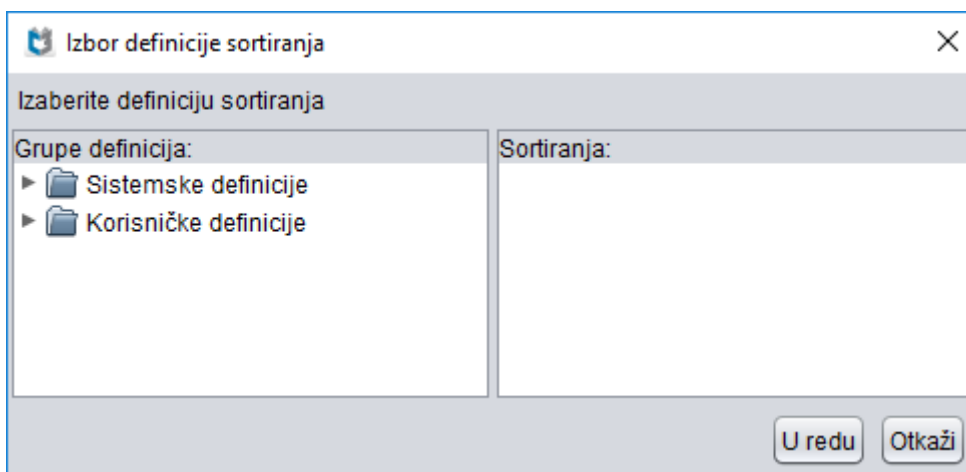 Izbor definicije sortiranja
Izaberite definiciju sortiranja
Grupe definicija:
Sistemske definicije
Korisničke definicije
Sortiranja:
U redu
Otkaži